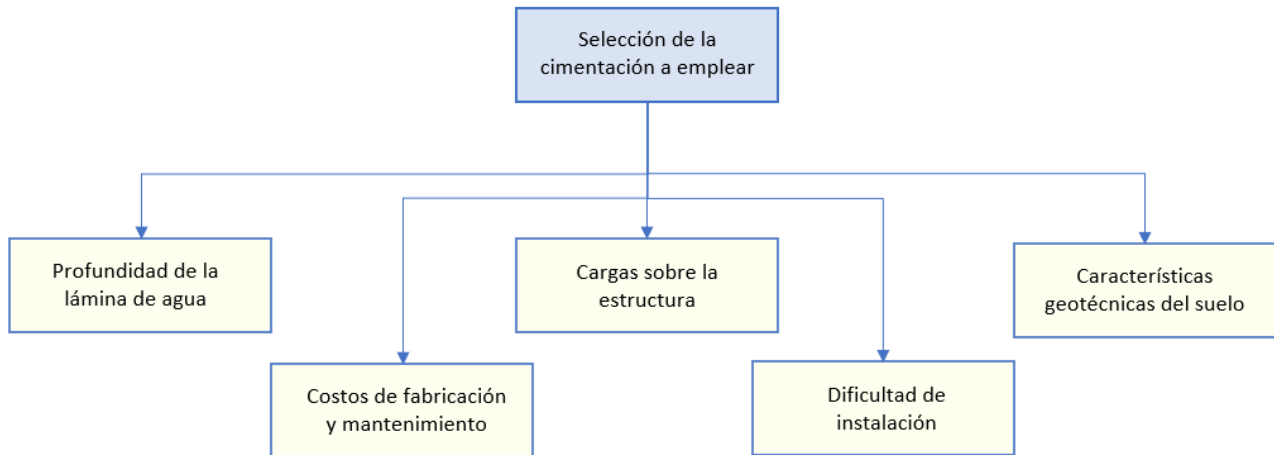 Selección de la
cimentación a emplear
Profundidad de la
lámina de agua
Cargas sobre la
estructura
Característícas
geotécnicas del suelo
Costos de fabricación
y mantenimiento
Dificultad de
instalación